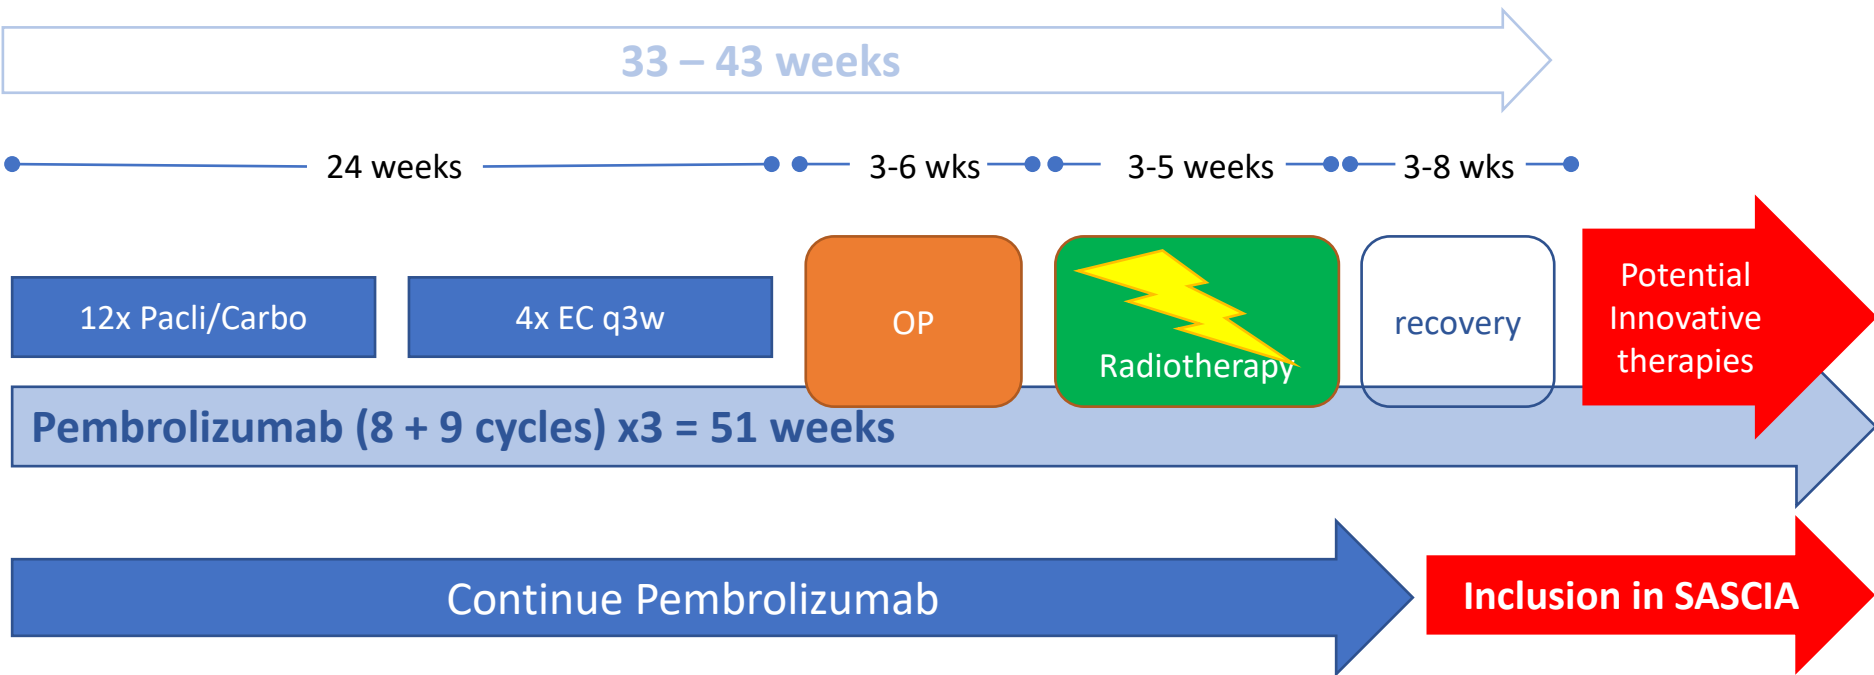 33 – 43 weeks
24 weeks
3-6 wks
3-5 weeks
3-8 wks
12x Pacli/Carbo
4x EC q3w
OP
Radiotherapy
recovery
Potential
Innovative
therapies
Pembrolizumab (8 + 9 cycles) x3 = 51 weeks
Continue Pembrolizumab
Inclusion in SASCIA